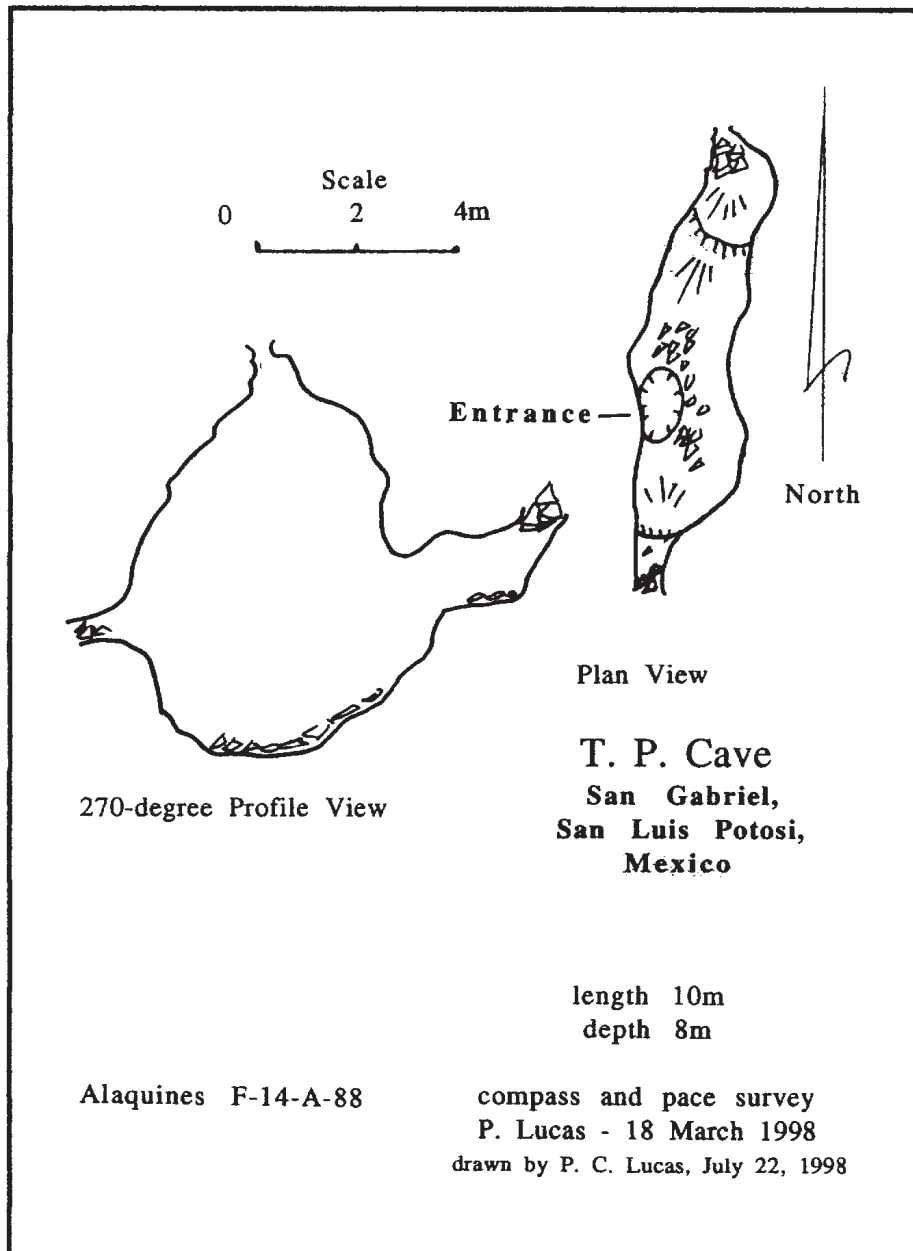 Scale
0 2 4m
Entrance
North
Plan View
270-degree Profile View
T. P. Cave
San Gabriel,
San Luis Potosi,
Mexico
length 10m
depth 8m
Alaquines F-14-A-88
compass and pace survey
P. Lucas - 18 March 1998
drawn by P. C. Lucas, July 22, 1998